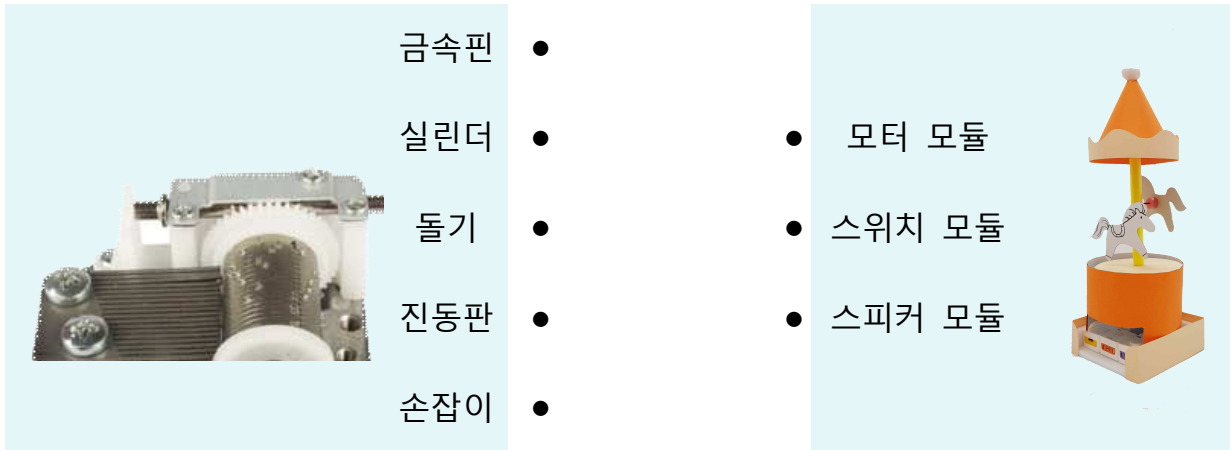 금속핀
실린더
돌기
진동판
손잡이
모터 모듈
스위치 모듈
스피커 모듈